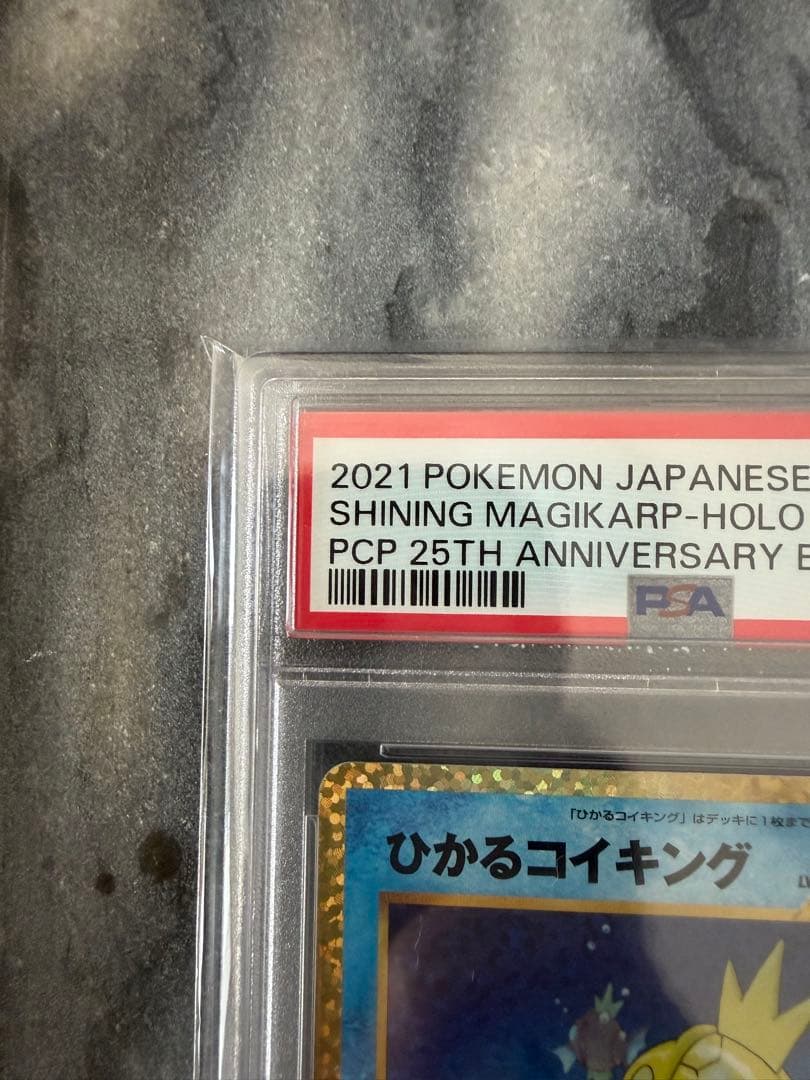 2021 POKEMON JAPANESE
SHINING MAGIKARP-HOLO
PCP 25TH ANNIVERSARY
PSA
「ひかるコイキング」はデッキに1枚まで
ひかるコイキング